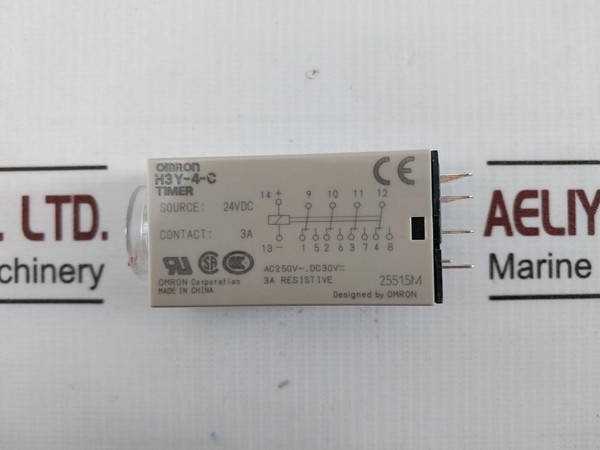 OMRON
H3Y-4-C
TIMER
SOURCE: 24VDC
CONTACT: 3A
14 + 9 10 11 12
13 - 1 5 2 6 3 7 4 8
CE
AC250V~.DC30V⎓
3A RESISTIVE
OMRON Corporation
MADE IN CHINA
25515M
Designed by OMRON
. LTD.
chinery
AELIY
Marine